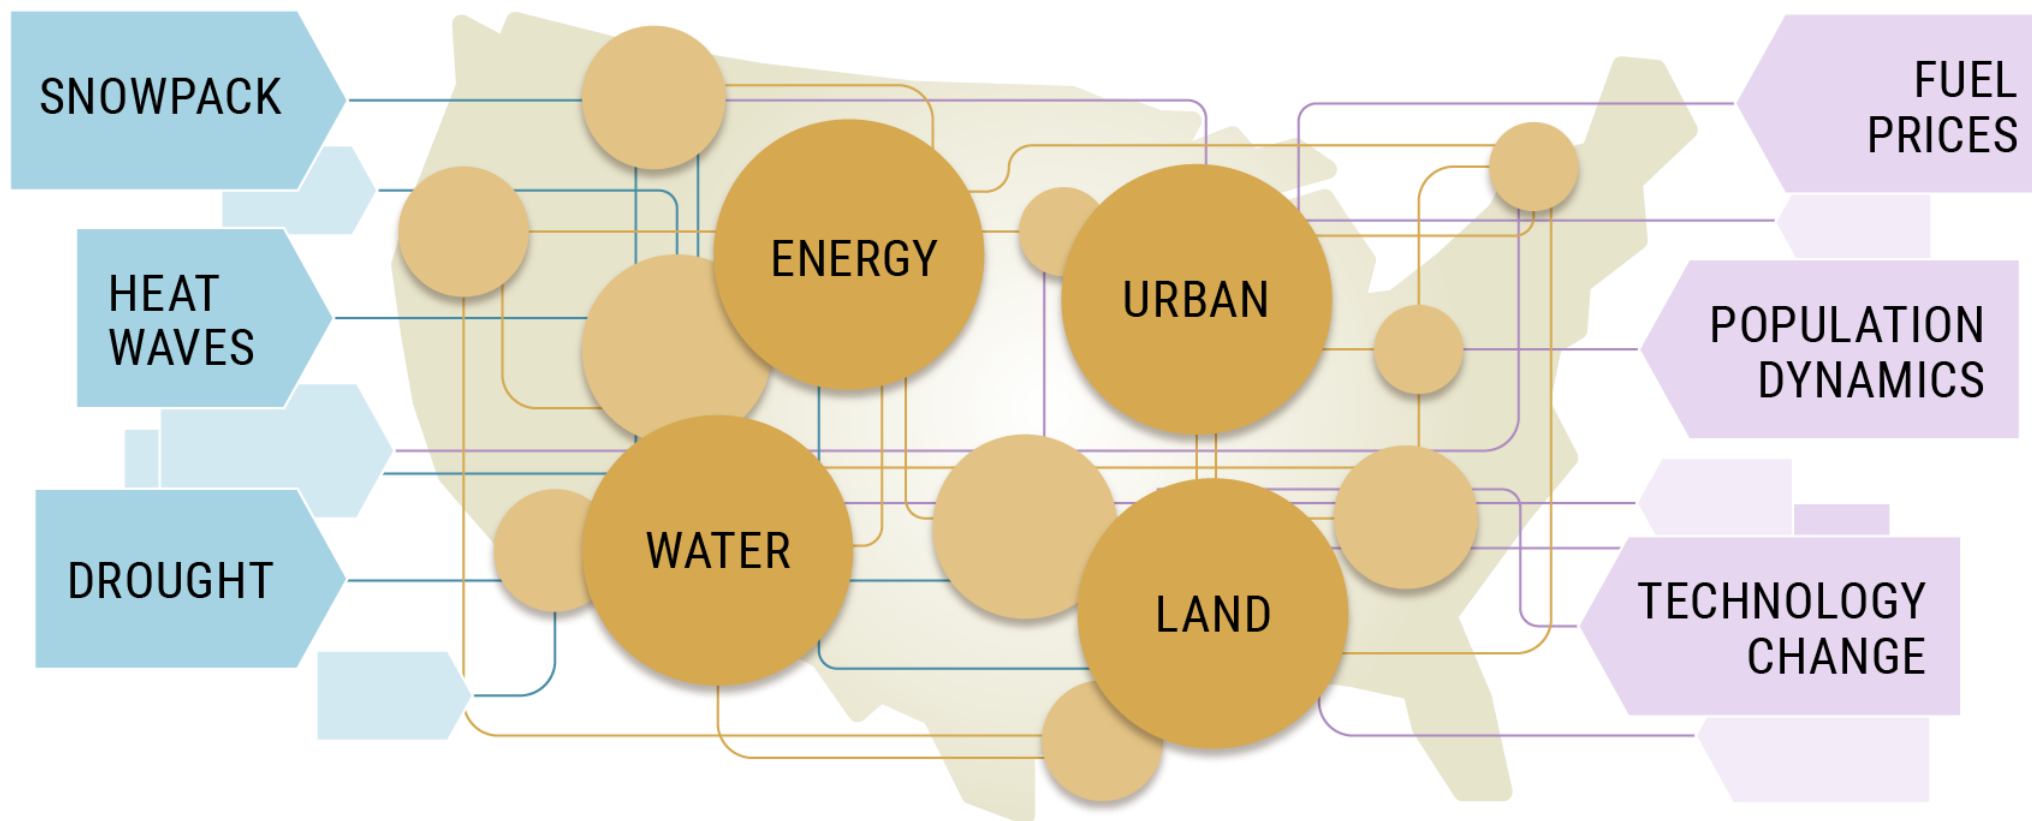 SNOWPACK
HEAT
WAVES
DROUGHT
ENERGY
URBAN
WATER
LAND
FUEL
PRICES
POPULATION
DYNAMICS
TECHNOLOGY
CHANGE